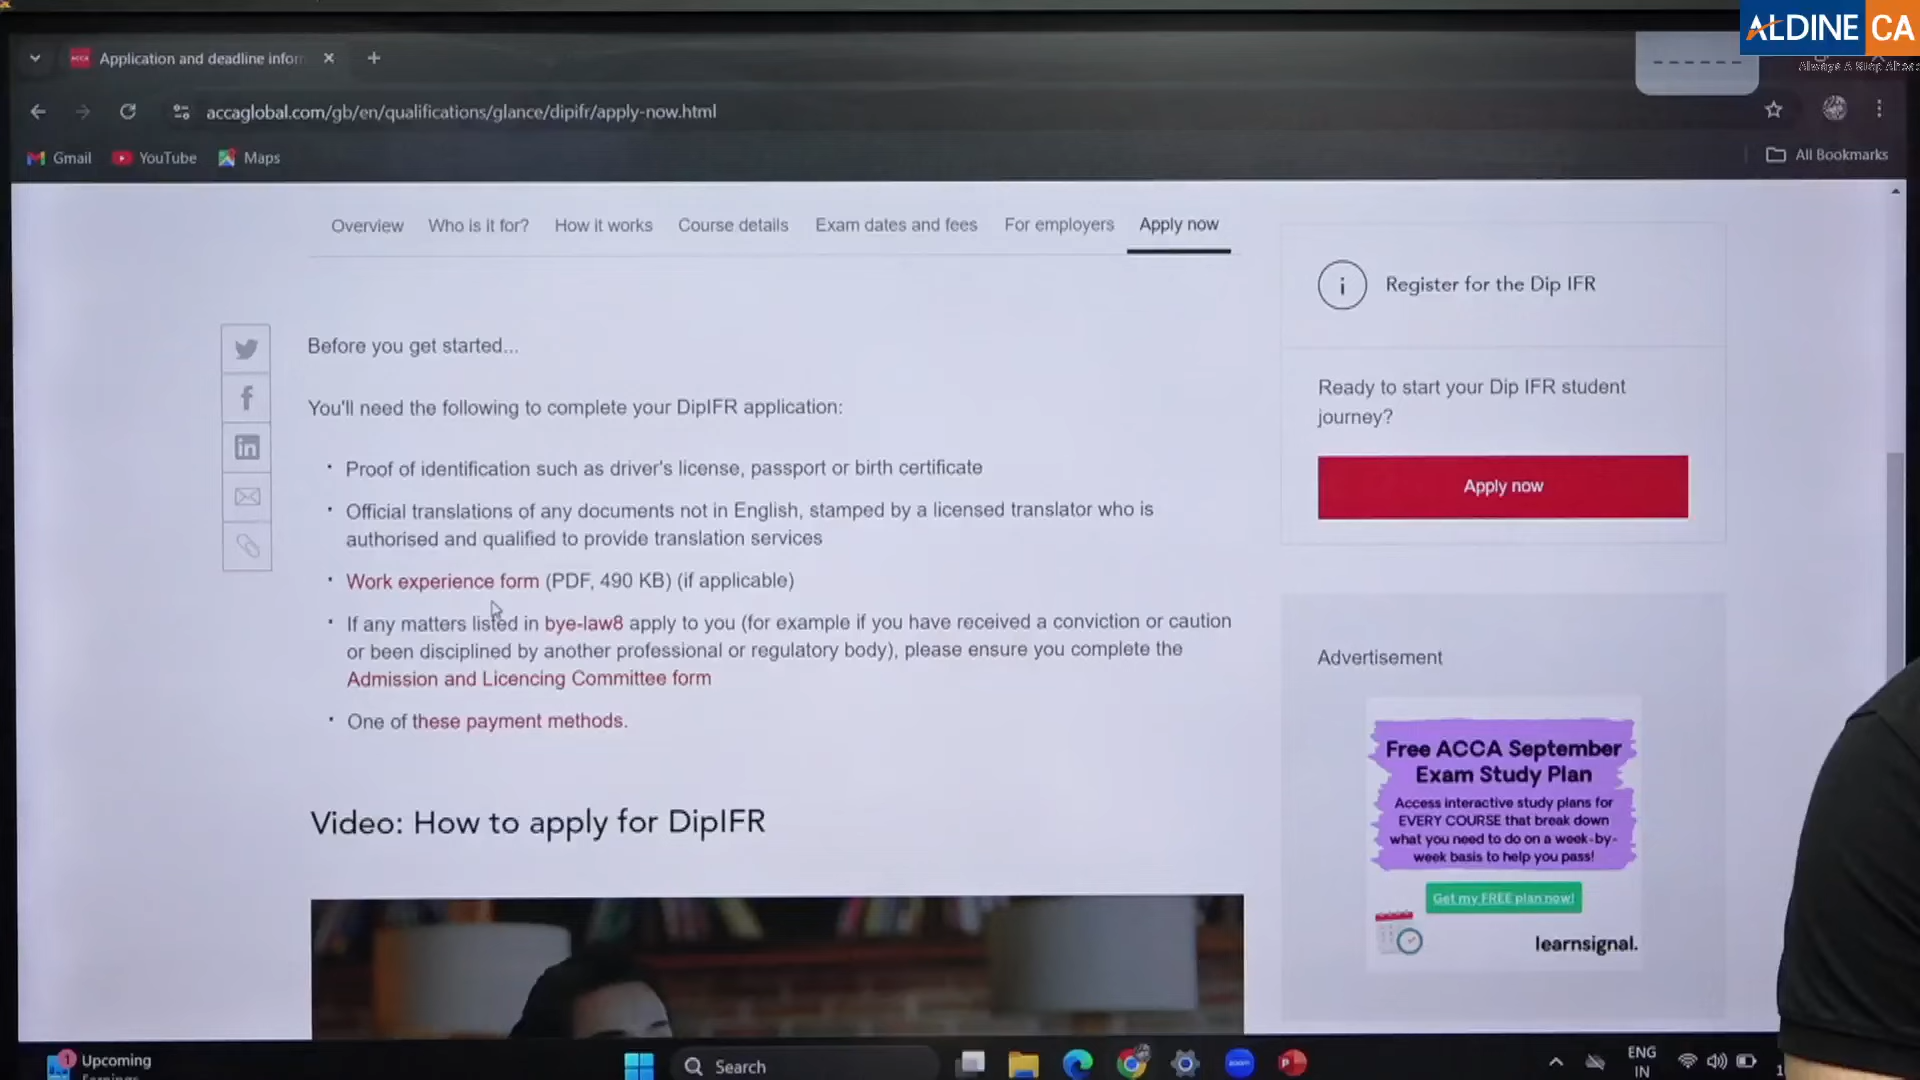 ALDINE CA
Always A Step Ahead
Application and deadline infor
accaglobal.com/gb/en/qualifications/glance/dipifr/apply-now.html
Gmail YouTube Maps All Bookmarks
Overview Who is it for? How it works Course details Exam dates and fees For employers Apply now
Register for the Dip IFR
Before you get started...
Ready to start your Dip IFR student
journey?
Apply now
You'll need the following to complete your DipIFR application:
· Proof of identification such as driver's license, passport or birth certificate
· Official translations of any documents not in English, stamped by a licensed translator who is
authorised and qualified to provide translation services
· Work experience form (PDF, 490 KB) (if applicable)
· If any matters listed in bye-law8 apply to you (for example if you have received a conviction or caution
or been disciplined by another professional or regulatory body), please ensure you complete the
Admission and Licencing Committee form
· One of these payment methods.
Advertisement
Free ACCA September
Exam Study Plan
Access interactive study plans for
EVERY COURSE that break down
what you need to do on a week-by-
week basis to help you pass!
Get my FREE plan now!
learnsignal.
Video: How to apply for DipIFR
1
Upcoming
Search
zoom
ENG
IN